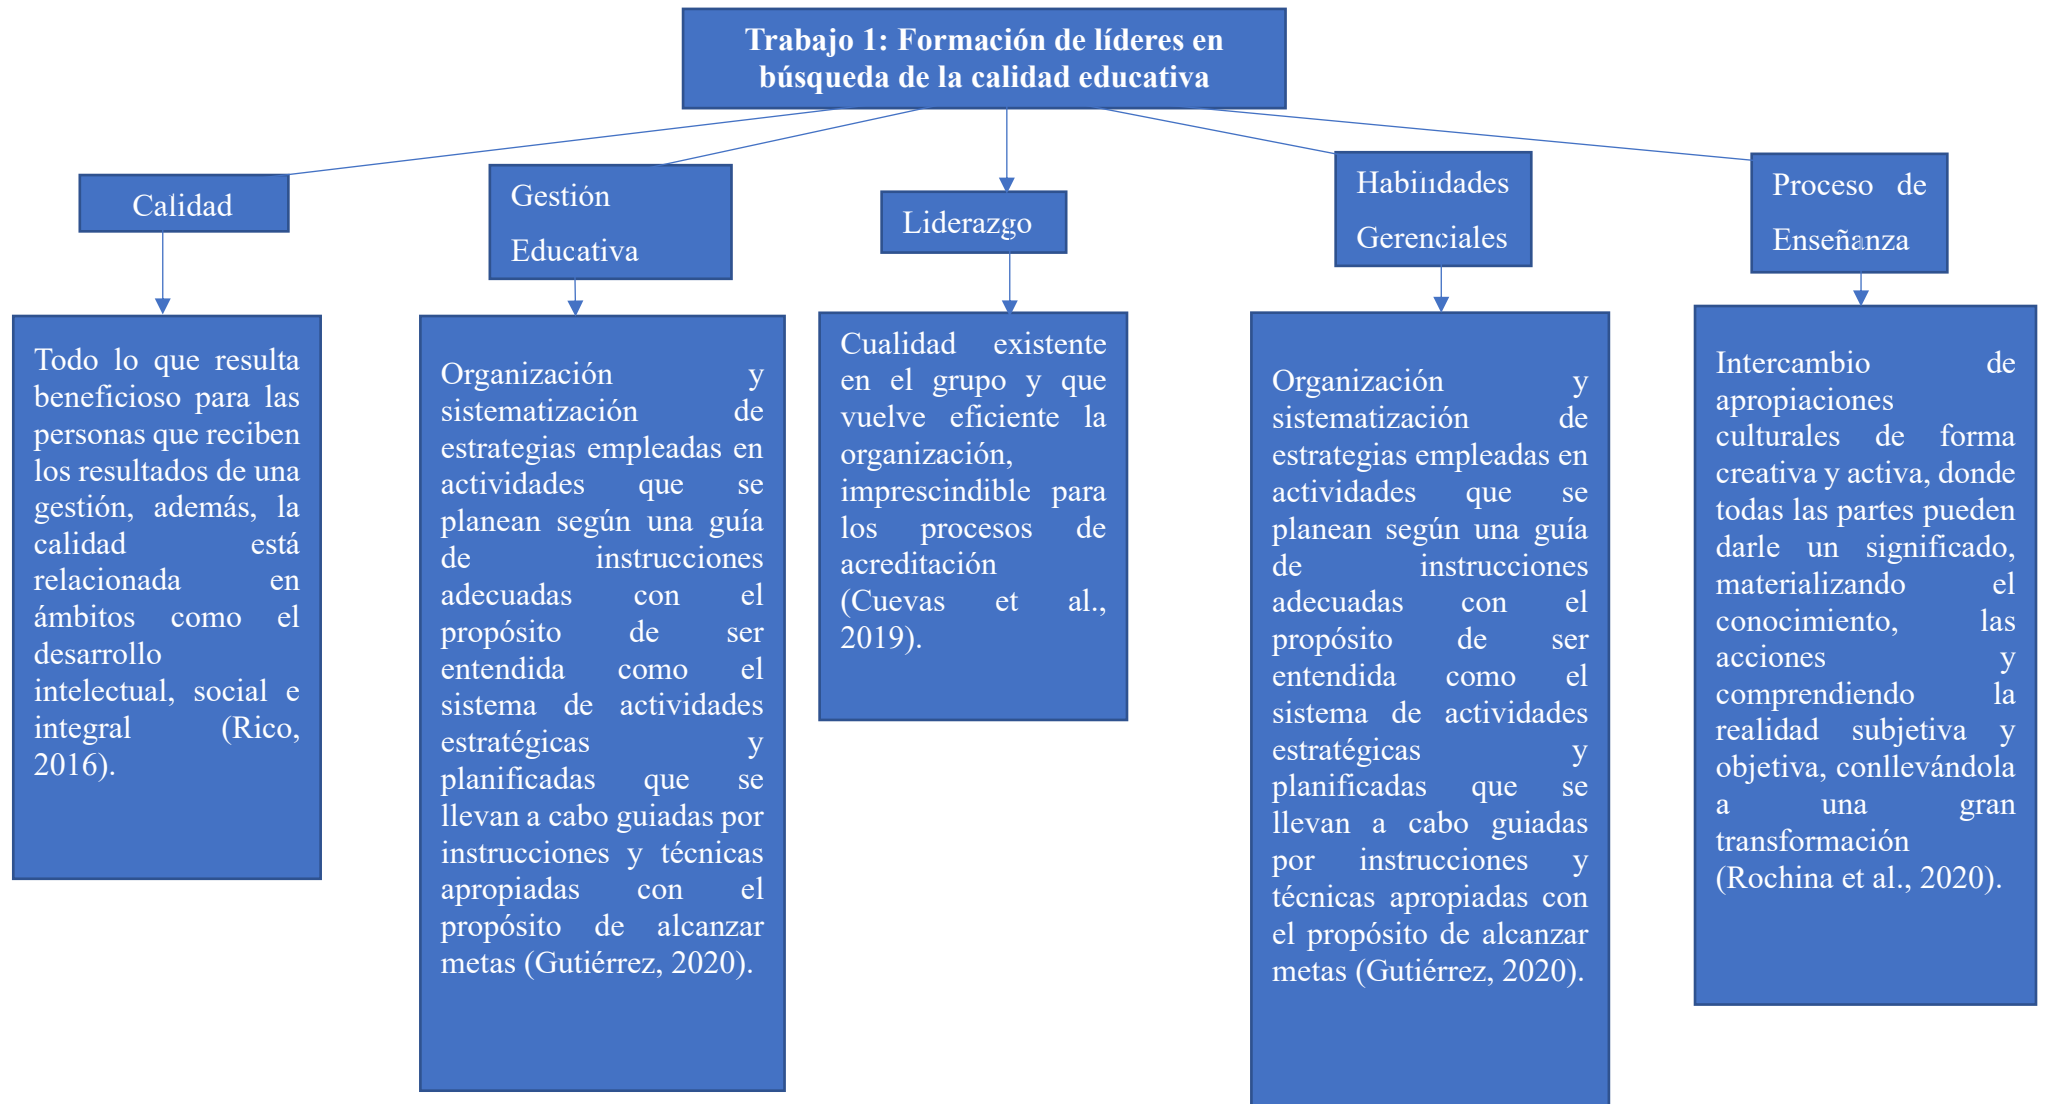 Trabajo 1: Formación de líderes en
búsqueda de la calidad educativa
Calidad
Gestión
Educativa
Liderazgo
Habilidades
Gerenciales
Proceso de
Enseñanza
Todo lo que resulta
beneficioso para las
personas que reciben
los resultados de una
gestión, además, la
calidad está
relacionada en
ámbitos como el
desarrollo
intelectual, social e
integral (Rico,
2016).
Organización y
sistematización de
estrategias empleadas en
actividades que se
planean según una guía
de instrucciones
adecuadas con el
propósito de ser
entendida como el
sistema de actividades
estratégicas y
planificadas que se
llevan a cabo guiadas por
instrucciones y técnicas
apropiadas con el
propósito de alcanzar
metas (Gutiérrez, 2020).
Cualidad existente
en el grupo y que
vuelve eficiente la
organización,
imprescindible para
los procesos de
acreditación
(Cuevas et al.,
2019).
Organización y
sistematización de
estrategias empleadas en
actividades que se
planean según una guía
de instrucciones
adecuadas con el
propósito de ser
entendida como el
sistema de actividades
estratégicas y
planificadas que se
llevan a cabo guiadas
por instrucciones y
técnicas apropiadas con
el propósito de alcanzar
metas (Gutiérrez, 2020).
Intercambio de
apropiaciones
culturales de forma
creativa y activa, donde
todas las partes pueden
darle un significado,
materializando el
conocimiento, las
acciones y
comprendiendo la
realidad subjetiva y
objetiva, conllevándola
a una gran
transformación
(Rochina et al., 2020).